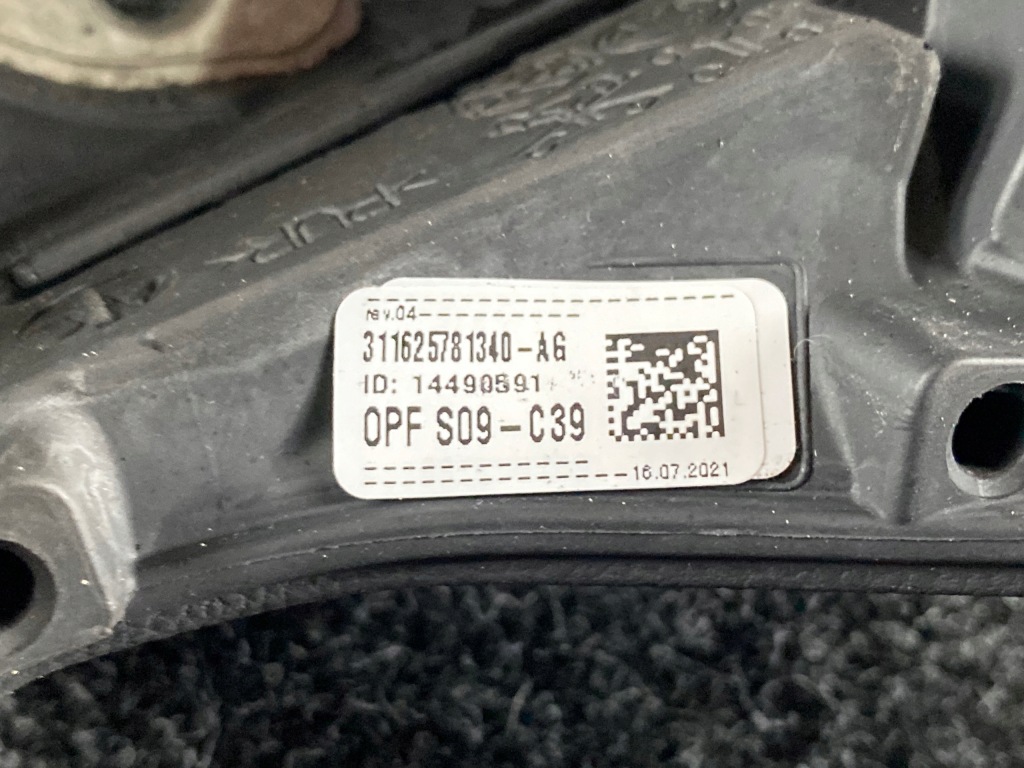 rev.04
311625781340-AG
ID: 14490591
OPF S09-C39
16.07.2021
>PUR<